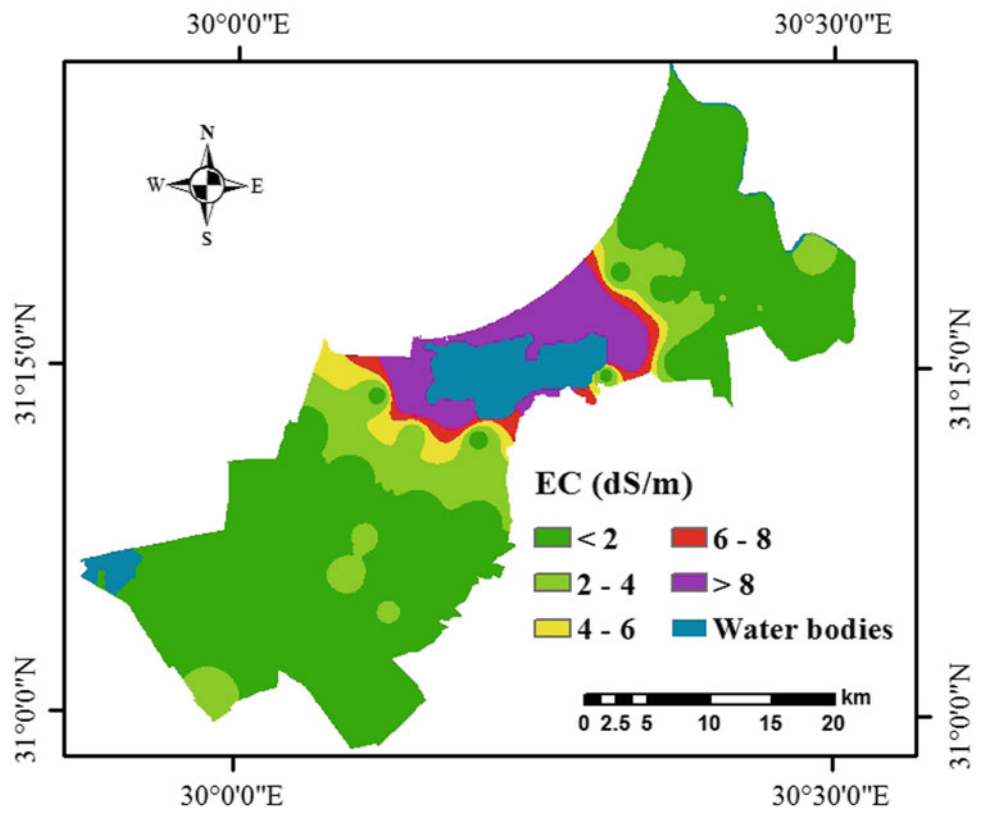 30°0'0"E 30°30'0"E
N
W E
S
31°15'0"N 31°15'0"N
EC (dS/m)
< 2 6 - 8
2 - 4 > 8
4 - 6 Water bodies
km
0 2.5 5 10 15 20
31°0'0"N 31°0'0"N
30°0'0"E 30°30'0"E